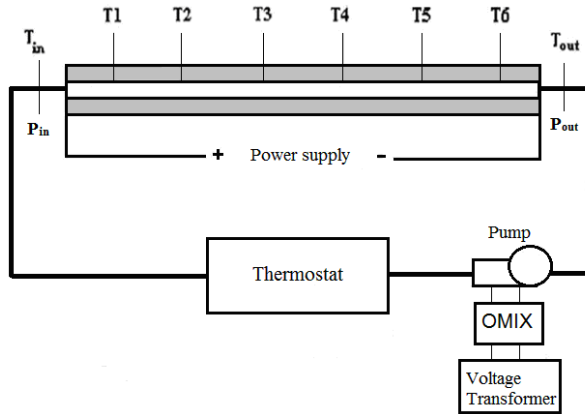 T1 T2 T3 T4 T5 T6
Tin Tout
Pin Pout
+ Power supply -
Pump
Thermostat
OMIX
Voltage
Transformer